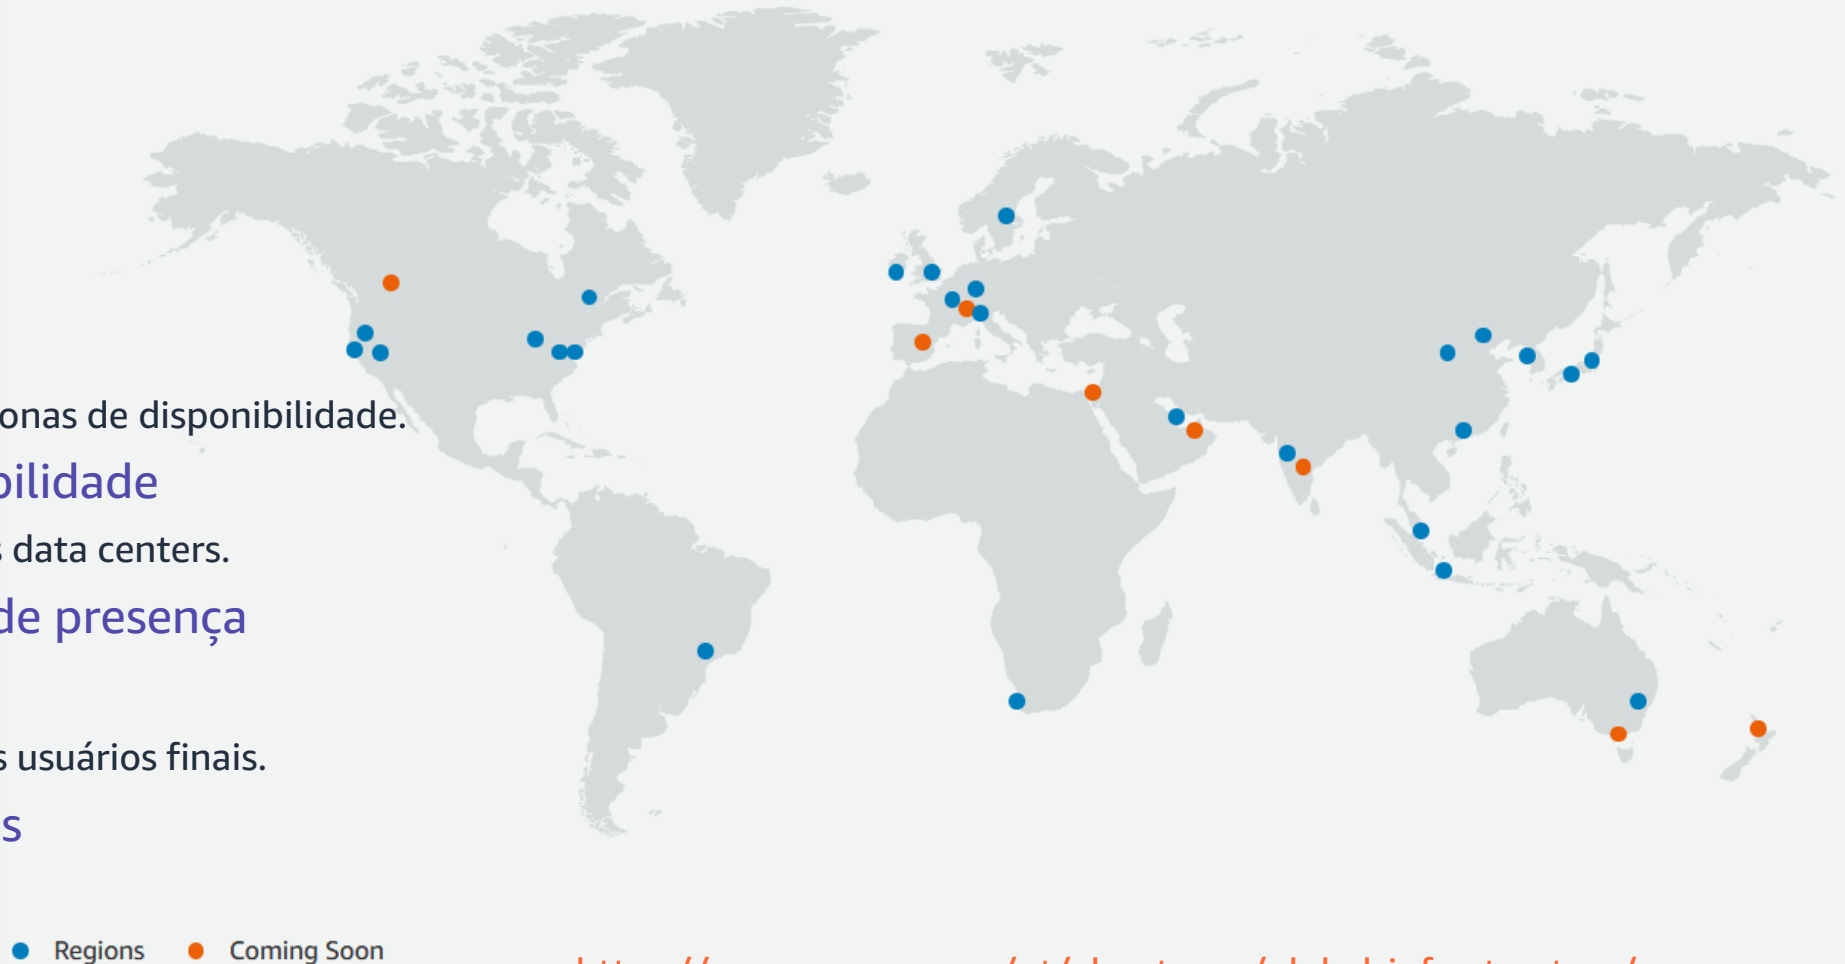 onas de disponibilidade.
bilidade
s data centers.
de presença
s usuários finais.
s
Regions Coming Soon